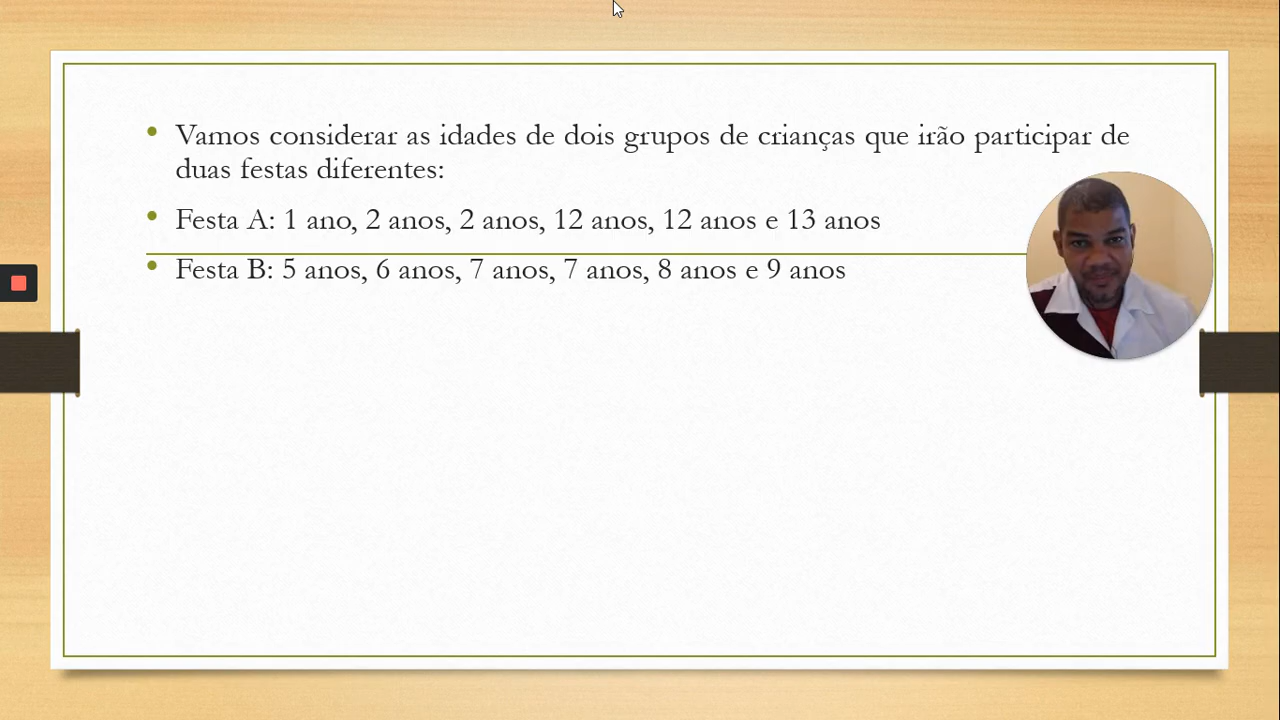 Vamos considerar as idades de dois grupos de crianças que irão participar de
duas festas diferentes:
Festa A: 1 ano, 2 anos, 2 anos, 12 anos, 12 anos e 13 anos
Festa B: 5 anos, 6 anos, 7 anos, 7 anos, 8 anos e 9 anos